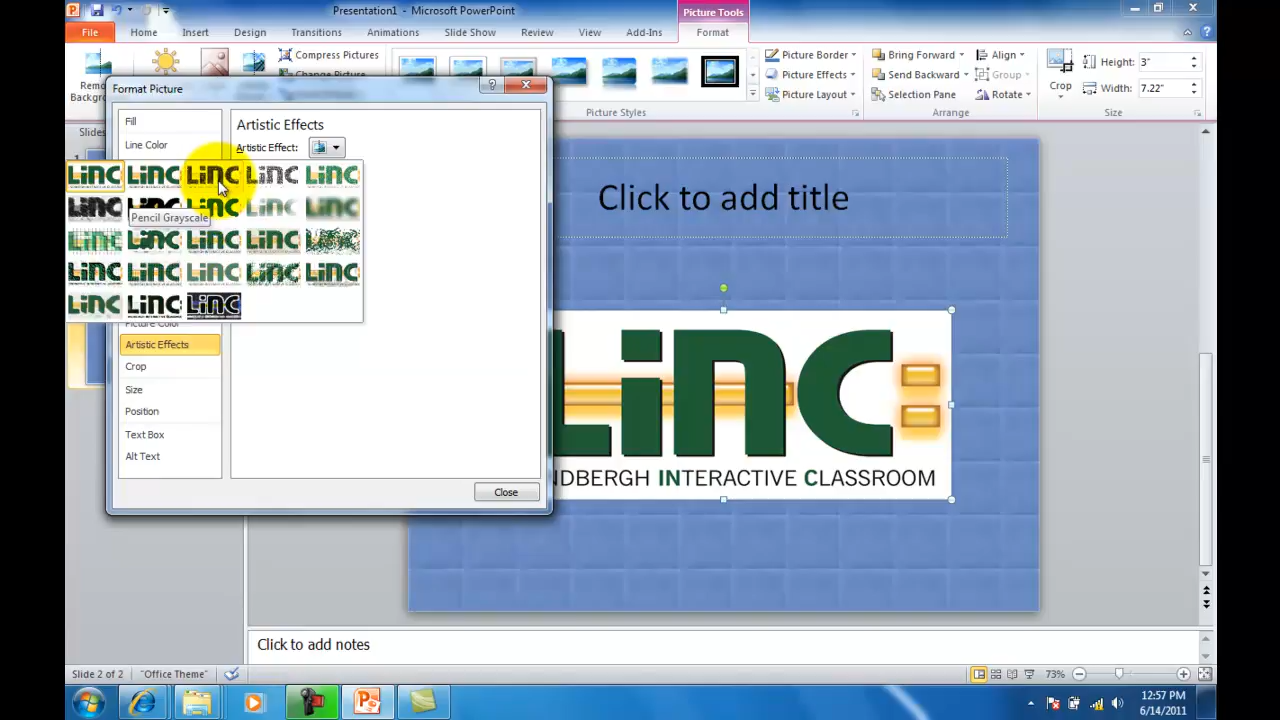 Presentation1 - Microsoft PowerPoint
Picture Tools
File Home Insert Design Transitions Animations Slide Show Review View Add-Ins Format
Compress Pictures
Picture Border
Picture Effects
Picture Layout
Bring Forward
Send Backward
Selection Pane
Align
Group
Rotate
Crop
Height: 3"
Width: 7.22"
Picture Styles
Arrange
Size
Format Picture
Fill
Line Color
Artistic Effects
Artistic Effect:
Pencil Grayscale
Picture Color
Artistic Effects
Crop
Size
Position
Text Box
Alt Text
Close
Slides
1
Click to add title
LINC
NDBERGH INTERACTIVE CLASSROOM
Click to add notes
Slide 2 of 2 "Office Theme" 73%
12:57 PM
6/14/2011